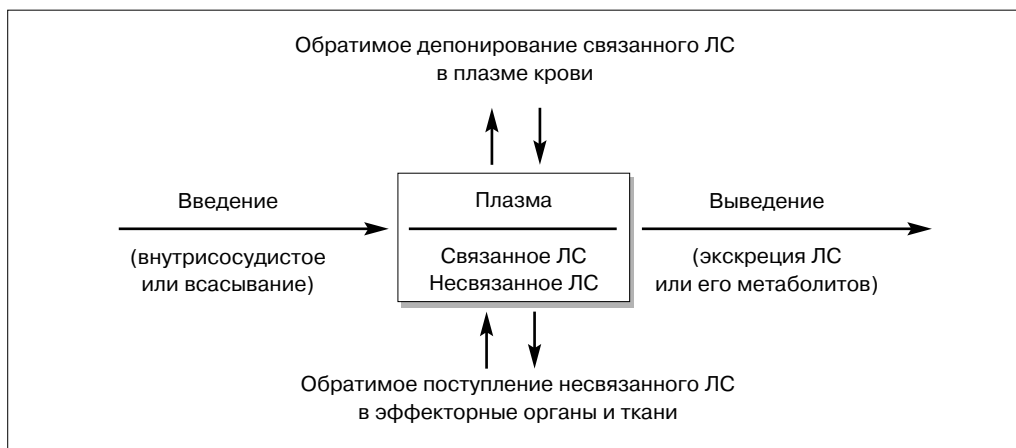 Обратимое депонирование связанного ЛС
в плазме крови
Введение
(внутрисосудистое
или всасывание)
Плазма
Связанное ЛС
Несвязанное ЛС
Выведение
(экскреция ЛС
или его метаболитов)
Обратимое поступление несвязанного ЛС
в эффекторные органы и ткани